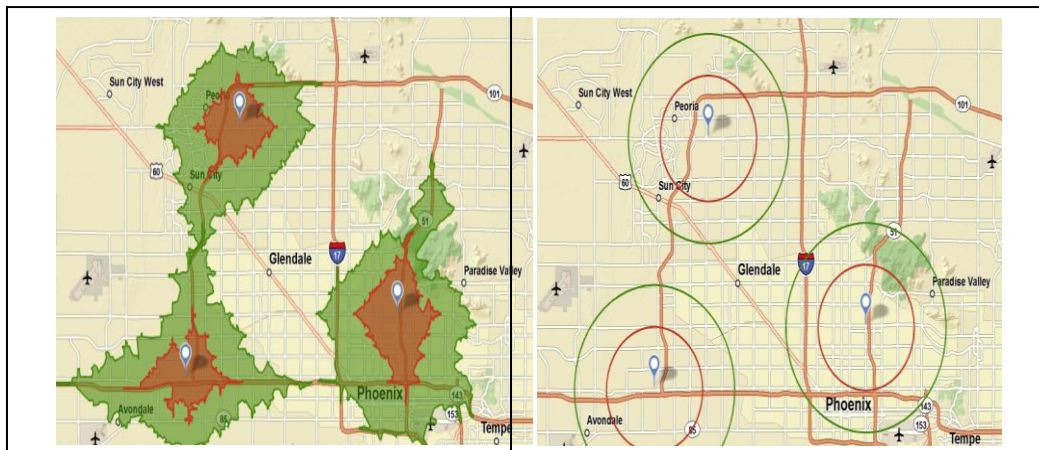 Sun City West
Peoria
101
60
Sun City
51
17
Glendale
Paradise Valley
Phoenix
143
153
Avondale
85
Tempe
Sun City West
Peoria
101
60
Sun City
51
17
Glendale
Paradise Valley
Phoenix
143
153
Avondale
85
Tempe